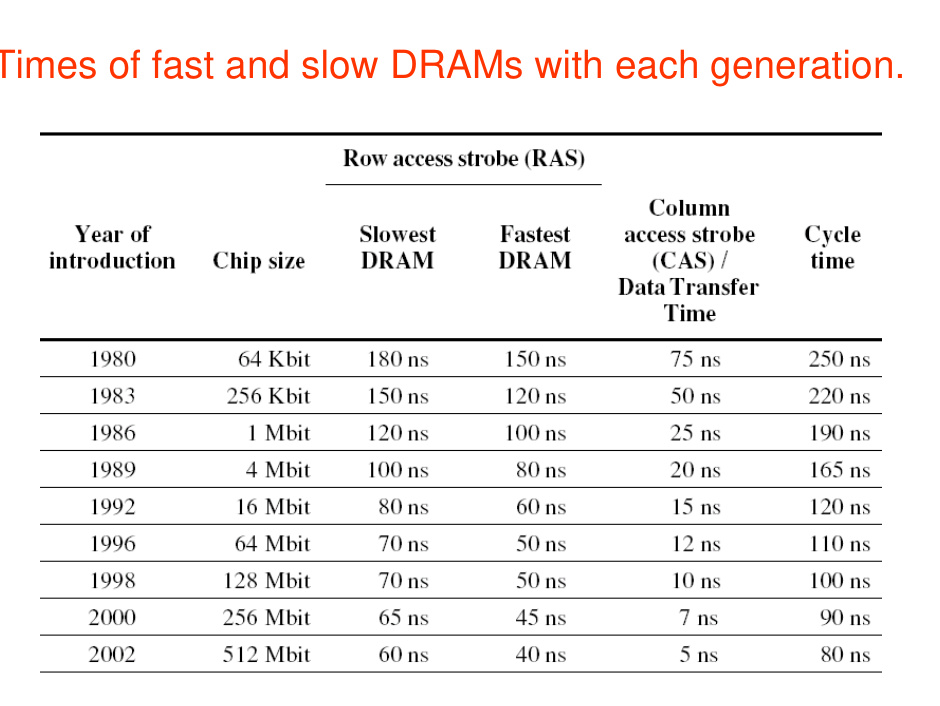 Times of fast and slow DRAMs with each generation.
Row access strobe (RAS)
Year of introduction
Chip size
Slowest DRAM
Fastest DRAM
Column access strobe (CAS) / Data Transfer Time
Cycle time
1980 64 Kbit 180 ns 150 ns 75 ns 250 ns
1983 256 Kbit 150 ns 120 ns 50 ns 220 ns
1986 1 Mbit 120 ns 100 ns 25 ns 190 ns
1989 4 Mbit 100 ns 80 ns 20 ns 165 ns
1992 16 Mbit 80 ns 60 ns 15 ns 120 ns
1996 64 Mbit 70 ns 50 ns 12 ns 110 ns
1998 128 Mbit 70 ns 50 ns 10 ns 100 ns
2000 256 Mbit 65 ns 45 ns 7 ns 90 ns
2002 512 Mbit 60 ns 40 ns 5 ns 80 ns